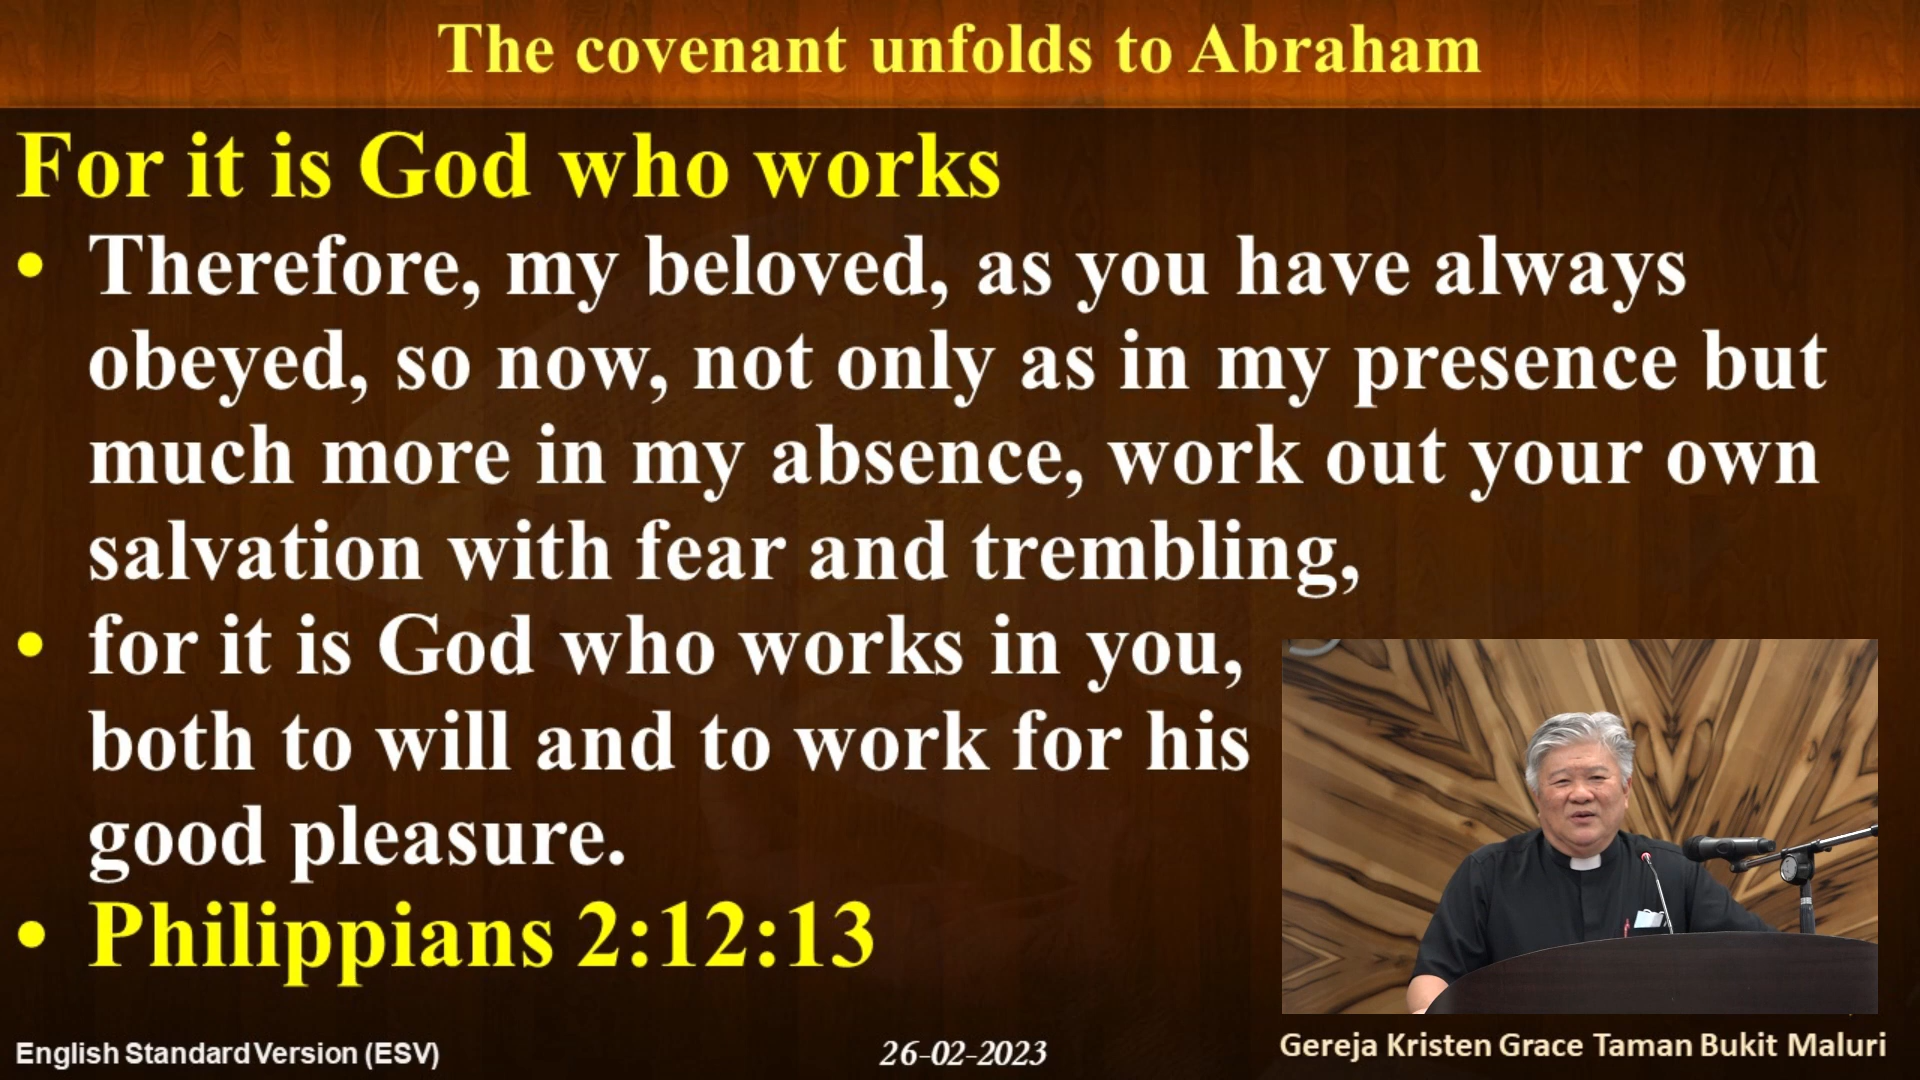 The covenant unfolds to Abraham
For it is God who works
• Therefore, my beloved, as you have always
obeyed, so now, not only as in my presence but
much more in my absence, work out your own
salvation with fear and trembling,
• for it is God who works in you,
both to will and to work for his
good pleasure.
• Philippians 2:12:13
English Standard Version (ESV)
26-02-2023
Gereja Kristen Grace Taman Bukit Maluri